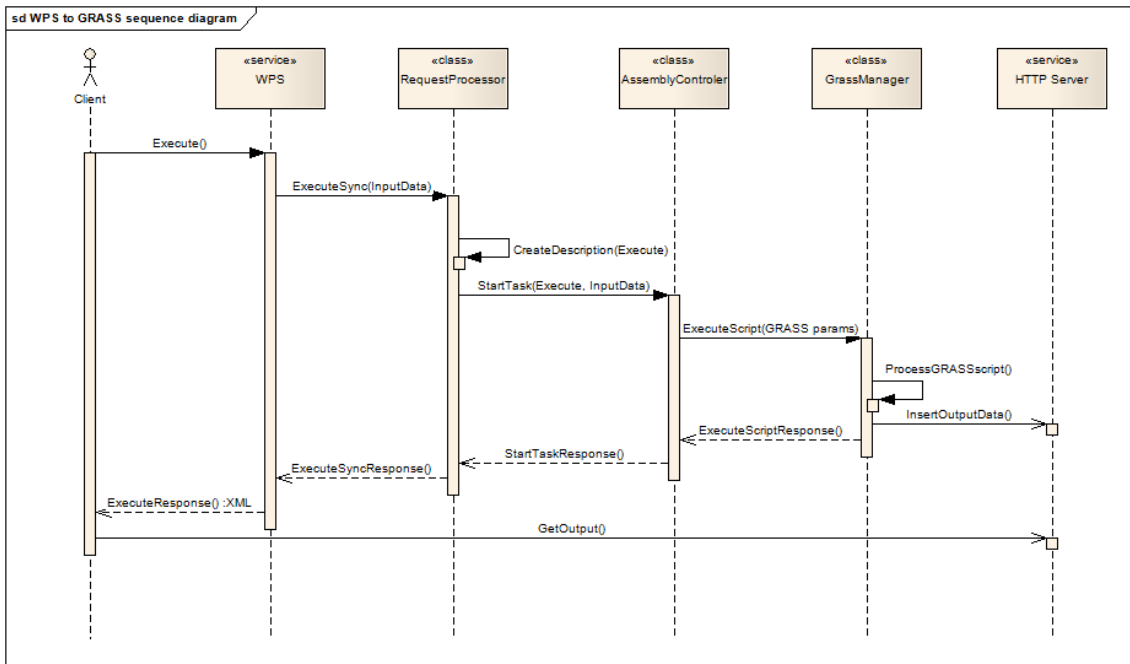 sd WPS to GRASS sequence diagram
Client
«service»
WPS
«class»
RequestProcessor
«class»
AssemblyControler
«class»
GrassManager
«service»
HTTP Server
Execute()
ExecuteSync(InputData)
CreateDescription(Execute)
StartTask(Execute, InputData)
ExecuteScript(GRASS params)
ProcessGRASSscript()
InsertOutputData()
ExecuteScriptResponse()
StartTaskResponse()
ExecuteSyncResponse()
ExecuteResponse() :XML
GetOutput()